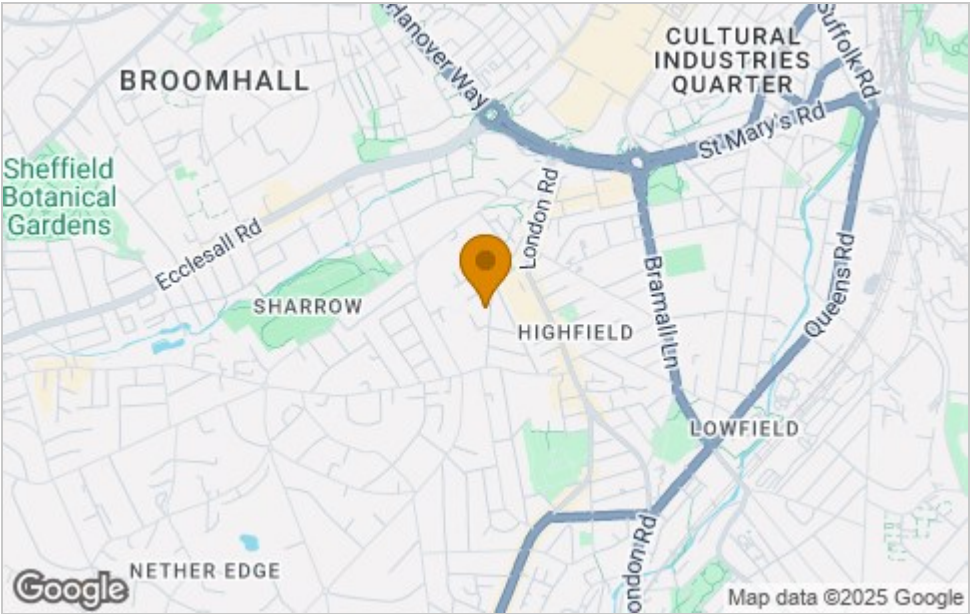 Hanover Way
CULTURAL
INDUSTRIES
QUARTER
Suffolk Rd
BROOMHALL
St Mary's Rd
Sheffield
Botanical
Gardens
London Rd
Ecclesall Rd
Bramall Ln
Queens Rd
SHARROW
HIGHFIELD
LOWFIELD
ondon Rd
NETHER EDGE
Google
Map data ©2025 Google